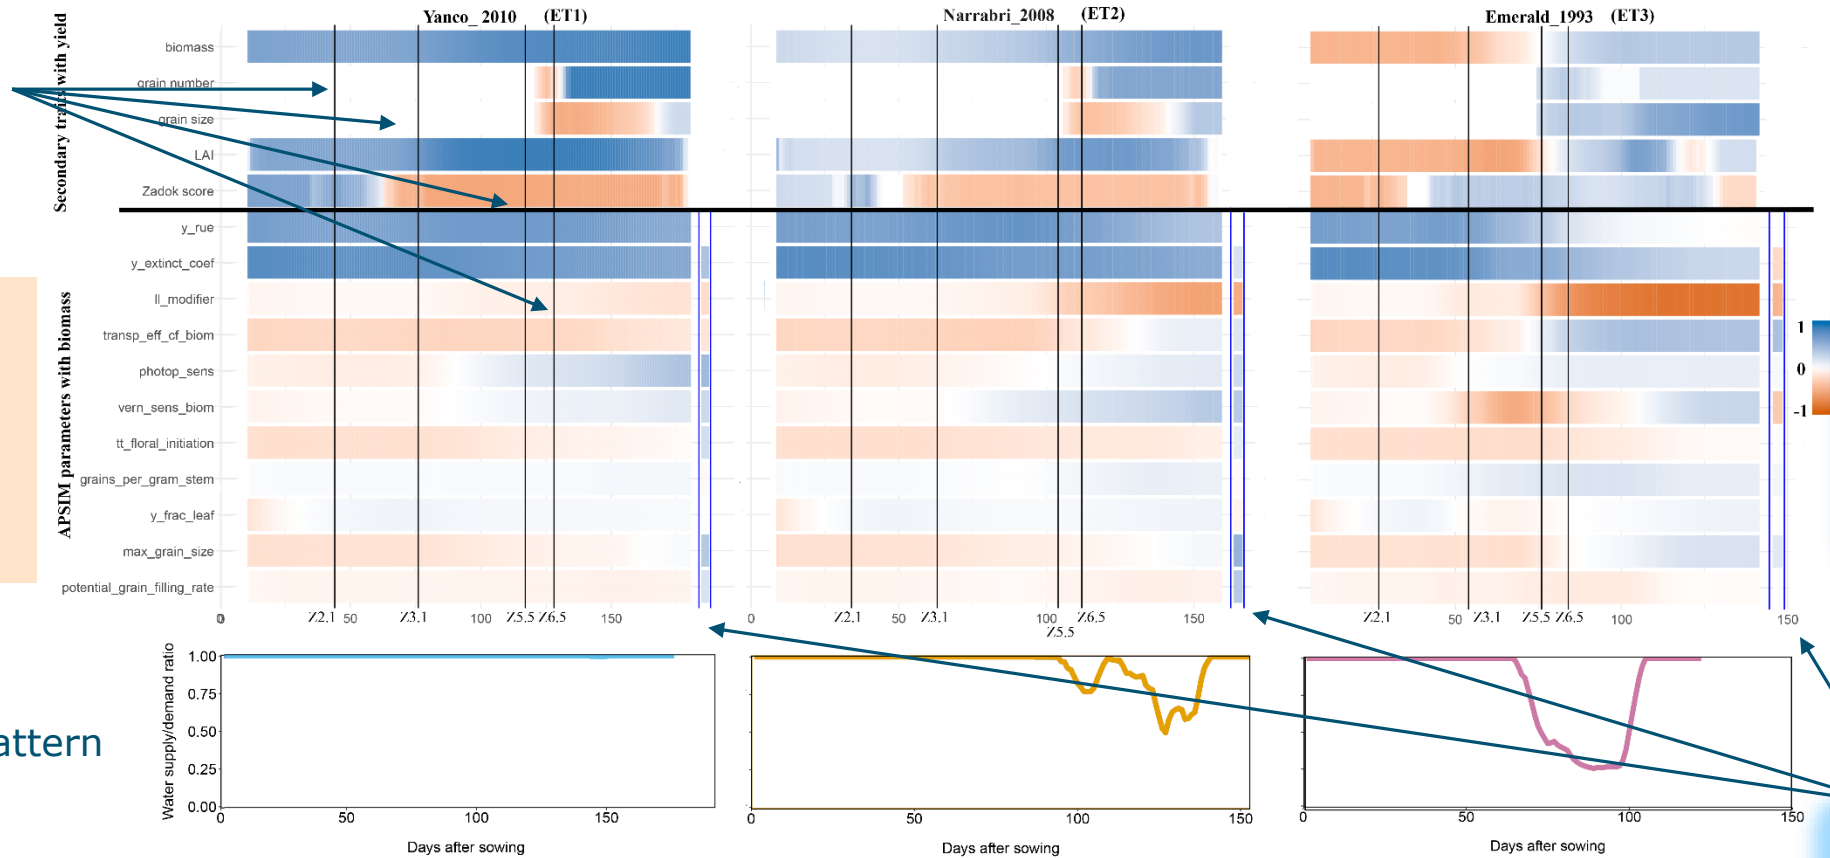 Yanco_ 2010 (ET1)
Narrabri_2008 (ET2)
Emerald_1993 (ET3)
Secondary traits with yield
biomass
grain number
grain size
LAI
Zadok score
APSIM parameters with biomass
y_rue
y_extinct_coef
ll_modifier
transp_eff_cf_biom
photop_sens
vern_sens_biom
tt_floral_initiation
grains_per_gram_stem
y_frac_leaf
max_grain_size
potential_grain_filling_rate
1
0
-1
0 Z2.1 50 Z3.1 100 Z5.5 Z6.5 150
0 Z2.1 50 Z3.1 100 Z5.5 Z6.5 150
Z2.1 50 Z3.1 Z5.5 Z6.5 100 150
attern
Water supply/demand ratio
1.00
0.75
0.50
0.25
0.00
0 50 100 150
0 50 100 150
0 50 100 150
Days after sowing
Days after sowing
Days after sowing